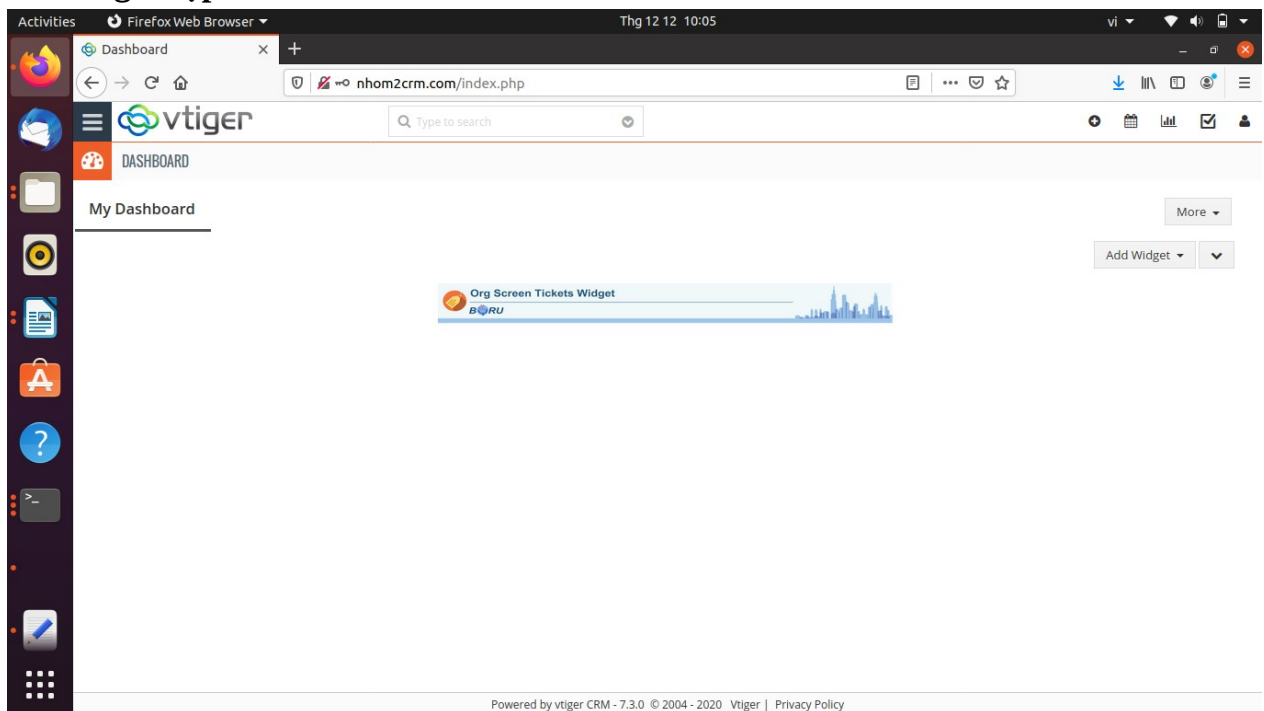 Activities Firefox Web Browser Thg 12 12 10:05 vi
Dashboard
nhom2crm.com/index.php
vtiger Type to search
DASHBOARD
My Dashboard More
Add Widget
Org Screen Tickets Widget
BORU
Powered by vtiger CRM - 7.3.0 © 2004 - 2020 Vtiger | Privacy Policy